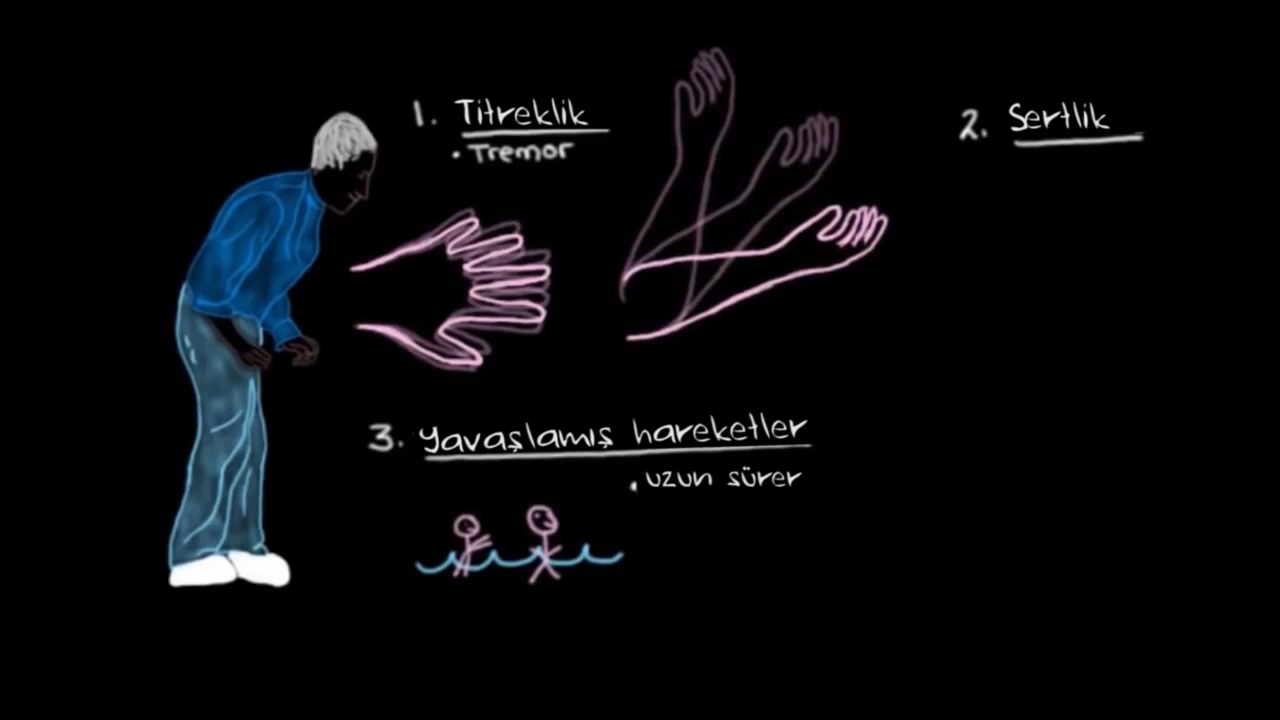 1. Titreklik
• Tremor
2. Sertlik
3. Yavaşlamış hareketler
• uzun sürer